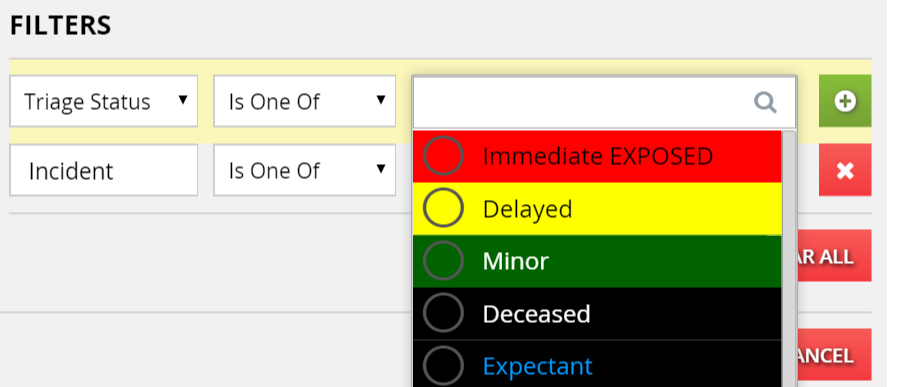 FILTERS
Triage Status Is One Of
Immediate EXPOSED
Incident Is One Of
Delayed
Minor
AR ALL
Deceased
ANCEL
Expectant